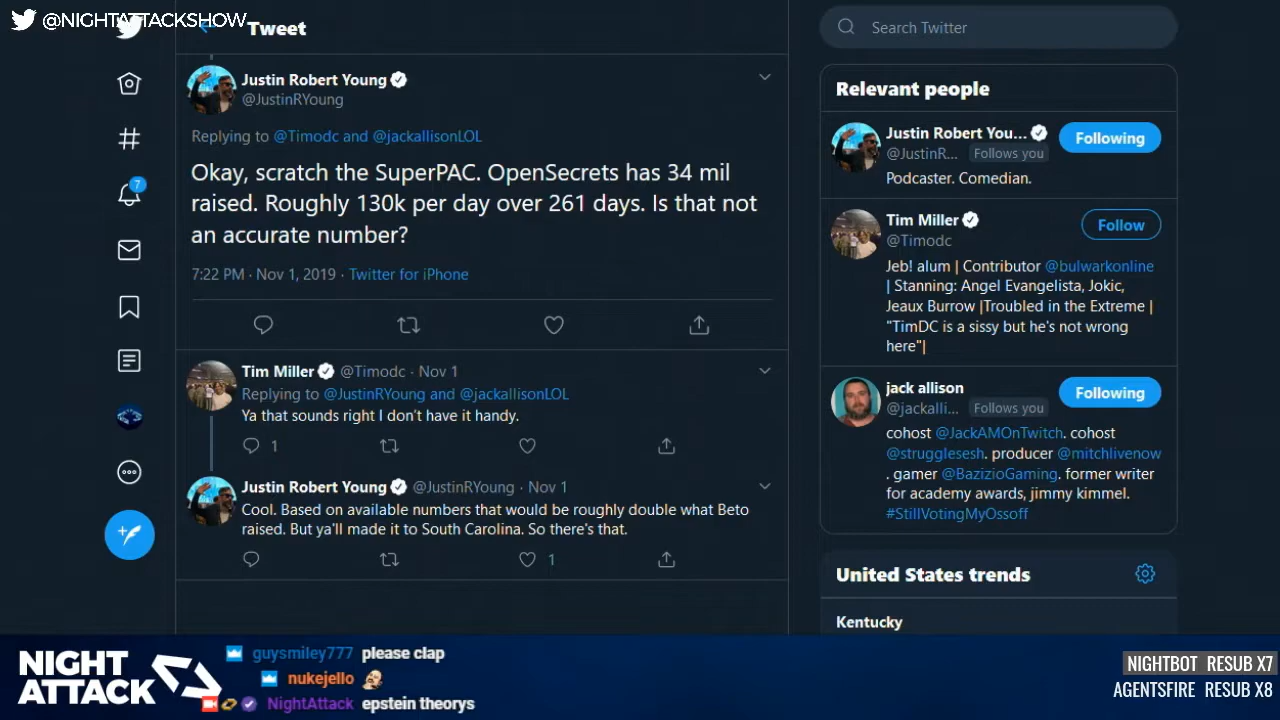 @NIGHTATTACKSHOW
Tweet
Search Twitter
Justin Robert Young
@JustinRYoung
Replying to @Timodc and @jackallisonLOL
Okay, scratch the SuperPAC. OpenSecrets has 34 mil
raised. Roughly 130k per day over 261 days. Is that not
an accurate number?
7:22 PM · Nov 1, 2019 · Twitter for iPhone
7
Tim Miller @Timodc · Nov 1
Replying to @JustinRYoung and @jackallisonLOL
Ya that sounds right I don't have it handy.
1
Justin Robert Young @JustinRYoung · Nov 1
Cool. Based on available numbers that would be roughly double what Beto
raised. But ya'll made it to South Carolina. So there's that.
1
Relevant people
Justin Robert You...
Following
@JustinR... Follows you
Podcaster. Comedian.
Tim Miller
Follow
@Timodc
Jeb! alum | Contributor @bulwarkonline
| Stanning: Angel Evangelista, Jokic,
Jeaux Burrow |Troubled in the Extreme |
"TimDC is a sissy but he's not wrong
here"|
jack allison
Following
@jackalli... Follows you
cohost @JackAMOnTwitch. cohost
@strugglesesh. producer @mitchlivenow
. gamer @BazizioGaming. former writer
for academy awards, jimmy kimmel.
#StillVotingMyOssoff
United States trends
Kentucky
NIGHT
ATTACK
guysmiley777 please clap
nukejello
NightAttack epstein theorys
NIGHTBOT RESUB X7
AGENTSFIRE RESUB X8